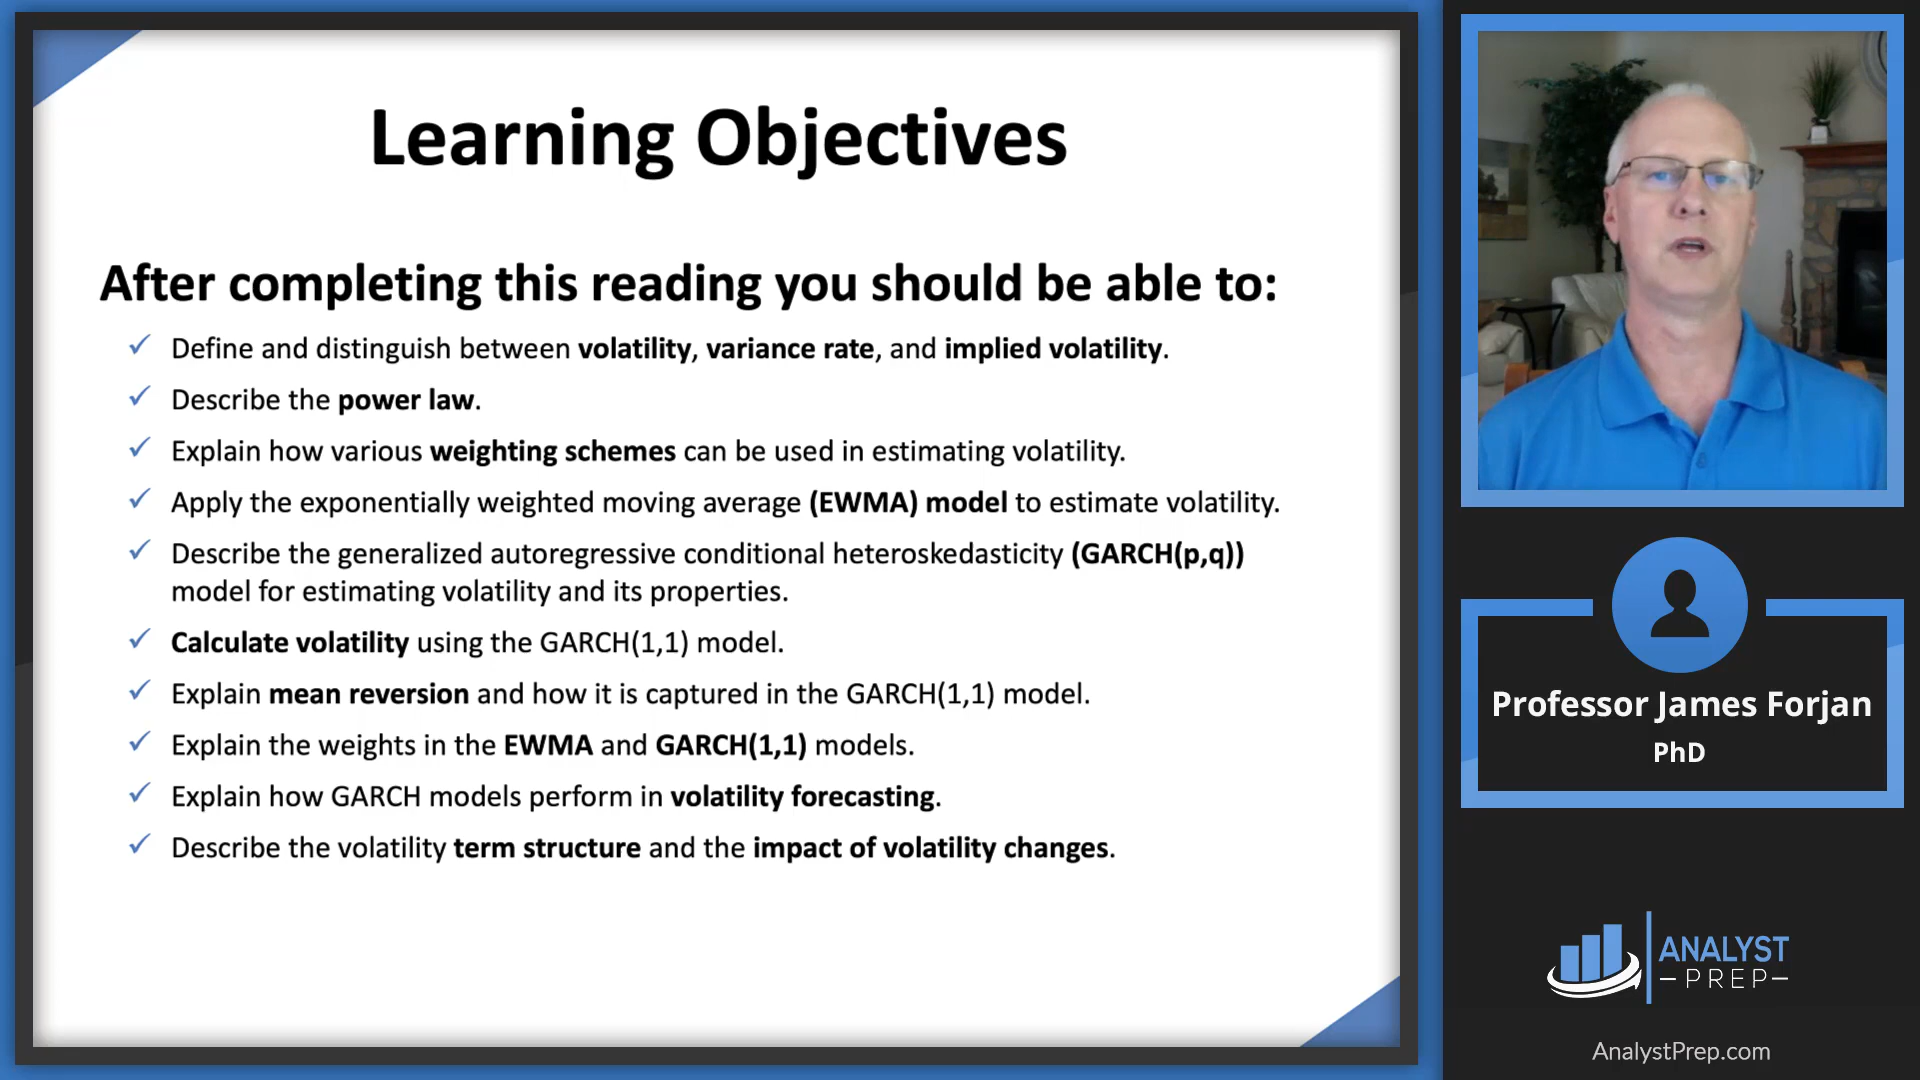 Learning Objectives
After completing this reading you should be able to:
✓ Define and distinguish between volatility, variance rate, and implied volatility.
✓ Describe the power law.
✓ Explain how various weighting schemes can be used in estimating volatility.
✓ Apply the exponentially weighted moving average (EWMA) model to estimate volatility.
✓ Describe the generalized autoregressive conditional heteroskedasticity (GARCH(p,q))
model for estimating volatility and its properties.
✓ Calculate volatility using the GARCH(1,1) model.
✓ Explain mean reversion and how it is captured in the GARCH(1,1) model.
✓ Explain the weights in the EWMA and GARCH(1,1) models.
✓ Explain how GARCH models perform in volatility forecasting.
✓ Describe the volatility term structure and the impact of volatility changes.
Professor James Forjan
PhD
ANALYST
PREP
AnalystPrep.com